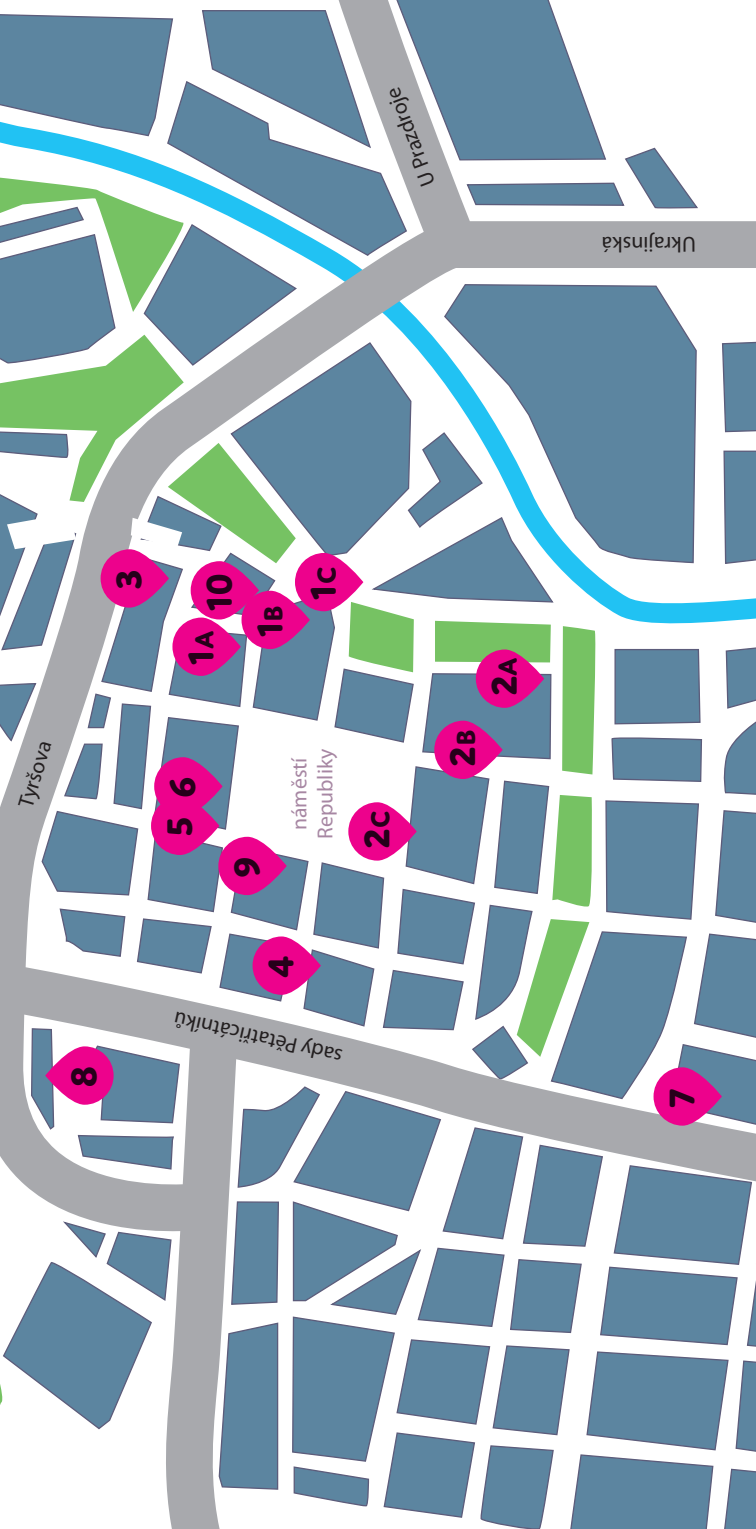 U Prazdroje
Ukrajinská
Tyršova
náměstí
Republiky
sady Pětatřicátníků
3
10
1C
1B
1A
2A
2B
2C
6
5
9
4
8
7